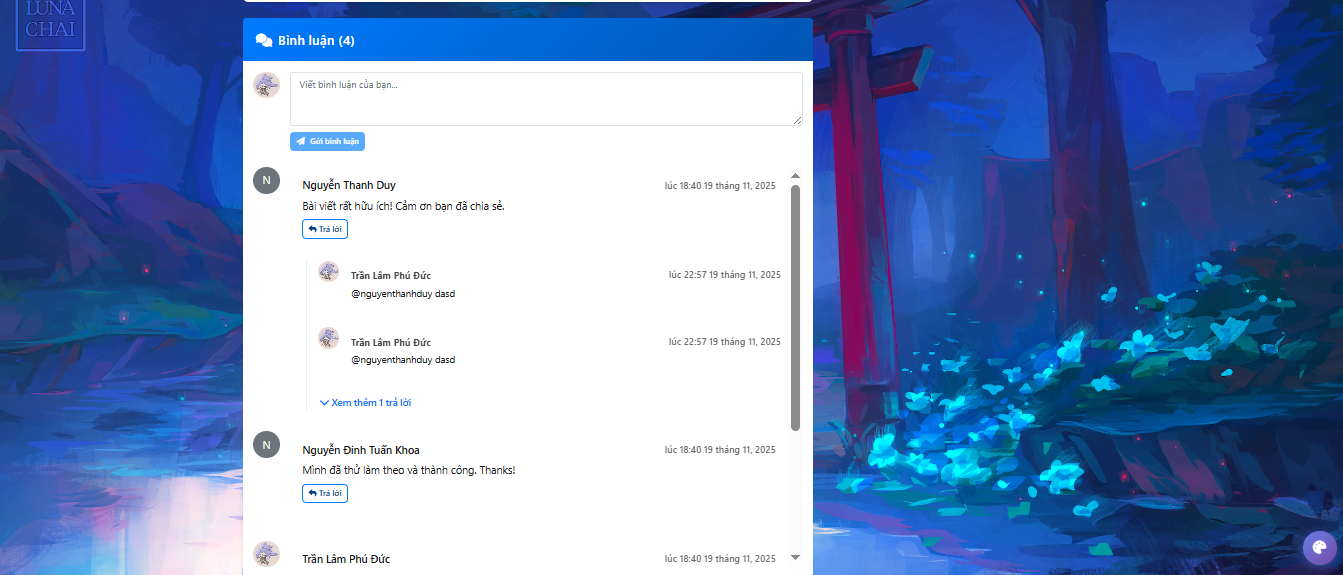 LUNA
CHAI
Bình luận (4)
Viết bình luận của bạn...
Gửi bình luận
N
Nguyễn Thanh Duy
lúc 18:40 19 tháng 11, 2025
Bài viết rất hữu ích! Cảm ơn bạn đã chia sẻ.
Trả lời
Trần Lâm Phú Đức
lúc 22:57 19 tháng 11, 2025
@nguyenthanhduy dasd
Trần Lâm Phú Đức
lúc 22:57 19 tháng 11, 2025
@nguyenthanhduy dasd
Xem thêm 1 trả lời
N
Nguyễn Đình Tuấn Khoa
lúc 18:40 19 tháng 11, 2025
Mình đã thử làm theo và thành công. Thanks!
Trả lời
Trần Lâm Phú Đức
lúc 18:40 19 tháng 11, 2025